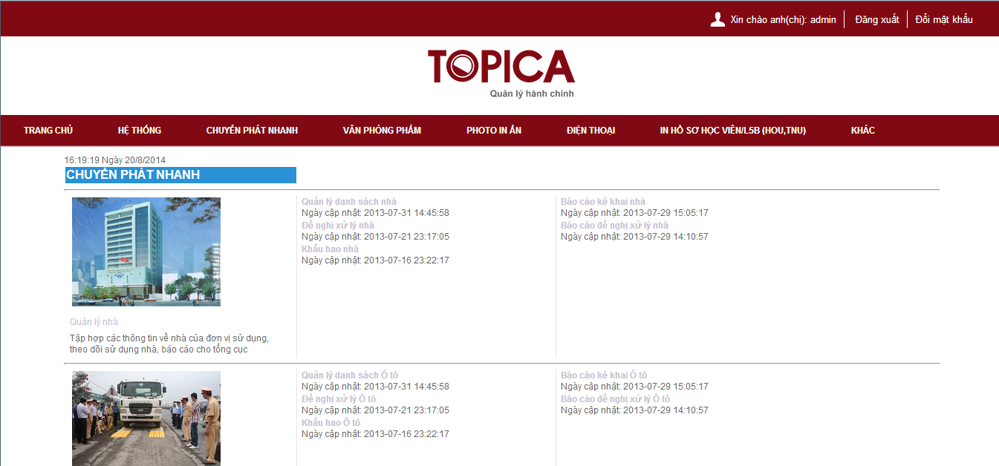 Xin chào anh(chị): admin
Đăng xuất
Đổi mật khẩu
TOPICA
Quản lý hành chính
TRANG CHỦ
HỆ THỐNG
CHUYỂN PHÁT NHANH
VĂN PHÒNG PHẨM
PHOTO IN ẤN
ĐIỆN THOẠI
IN HỒ SƠ HỌC VIÊN/L5B (HOU,TNU)
KHÁC
16:19:19 Ngày 20/8/2014
CHUYỂN PHÁT NHANH
Quản lý nhà
Tập hợp các thông tin về nhà của đơn vị sử dụng,
theo dõi sử dụng nhà, báo cáo cho tổng cục
Quản lý danh sách nhà
Ngày cập nhật: 2013-07-31 14:45:58
Đề nghị xử lý nhà
Ngày cập nhật: 2013-07-21 23:17:05
Khấu hao nhà
Ngày cập nhật: 2013-07-16 23:22:17
Báo cáo kê khai nhà
Ngày cập nhật: 2013-07-29 15:05:17
Báo cáo đề nghị xử lý nhà
Ngày cập nhật: 2013-07-29 14:10:57
Quản lý danh sách Ô tô
Ngày cập nhật: 2013-07-31 14:45:58
Đề nghị xử lý Ô tô
Ngày cập nhật: 2013-07-21 23:17:05
Khấu hao Ô tô
Ngày cập nhật: 2013-07-16 23:22:17
Báo cáo kê khai Ô tô
Ngày cập nhật: 2013-07-29 15:05:17
Báo cáo đề nghị xử lý Ô tô
Ngày cập nhật: 2013-07-29 14:10:57